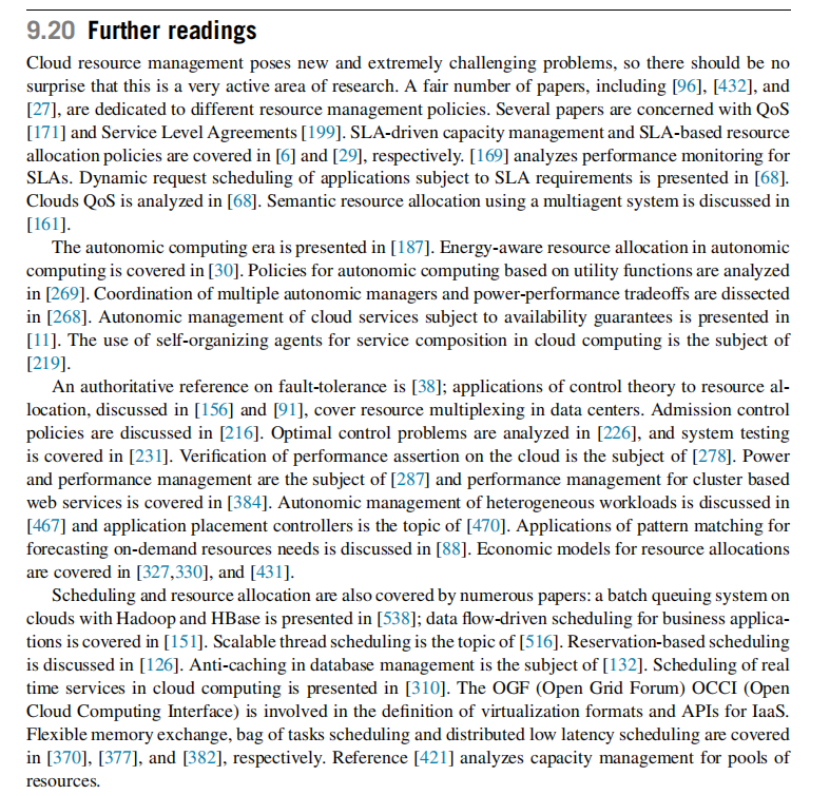 9.20 Further readings
Cloud resource management poses new and extremely challenging problems, so there should be no
surprise that this is a very active area of research. A fair number of papers, including [96], [432], and
[27], are dedicated to different resource management policies. Several papers are concerned with QoS
[171] and Service Level Agreements [199]. SLA-driven capacity management and SLA-based resource
allocation policies are covered in [6] and [29], respectively. [169] analyzes performance monitoring for
SLAs. Dynamic request scheduling of applications subject to SLA requirements is presented in [68].
Clouds QoS is analyzed in [68]. Semantic resource allocation using a multiagent system is discussed in
[161].
The autonomic computing era is presented in [187]. Energy-aware resource allocation in autonomic
computing is covered in [30]. Policies for autonomic computing based on utility functions are analyzed
in [269]. Coordination of multiple autonomic managers and power-performance tradeoffs are dissected
in [268]. Autonomic management of cloud services subject to availability guarantees is presented in
[11]. The use of self-organizing agents for service composition in cloud computing is the subject of
[219].
An authoritative reference on fault-tolerance is [38]; applications of control theory to resource al-
location, discussed in [156] and [91], cover resource multiplexing in data centers. Admission control
policies are discussed in [216]. Optimal control problems are analyzed in [226], and system testing
is covered in [231]. Verification of performance assertion on the cloud is the subject of [278]. Power
and performance management are the subject of [287] and performance management for cluster based
web services is covered in [384]. Autonomic management of heterogeneous workloads is discussed in
[467] and application placement controllers is the topic of [470]. Applications of pattern matching for
forecasting on-demand resources needs is discussed in [88]. Economic models for resource allocations
are covered in [327,330], and [431].
Scheduling and resource allocation are also covered by numerous papers: a batch queuing system on
clouds with Hadoop and HBase is presented in [538]; data flow-driven scheduling for business applica-
tions is covered in [151]. Scalable thread scheduling is the topic of [516]. Reservation-based scheduling
is discussed in [126]. Anti-caching in database management is the subject of [132]. Scheduling of real
time services in cloud computing is presented in [310]. The OGF (Open Grid Forum) OCCI (Open
Cloud Computing Interface) is involved in the definition of virtualization formats and APIs for IaaS.
Flexible memory exchange, bag of tasks scheduling and distributed low latency scheduling are covered
in [370], [377], and [382], respectively. Reference [421] analyzes capacity management for pools of
resources.